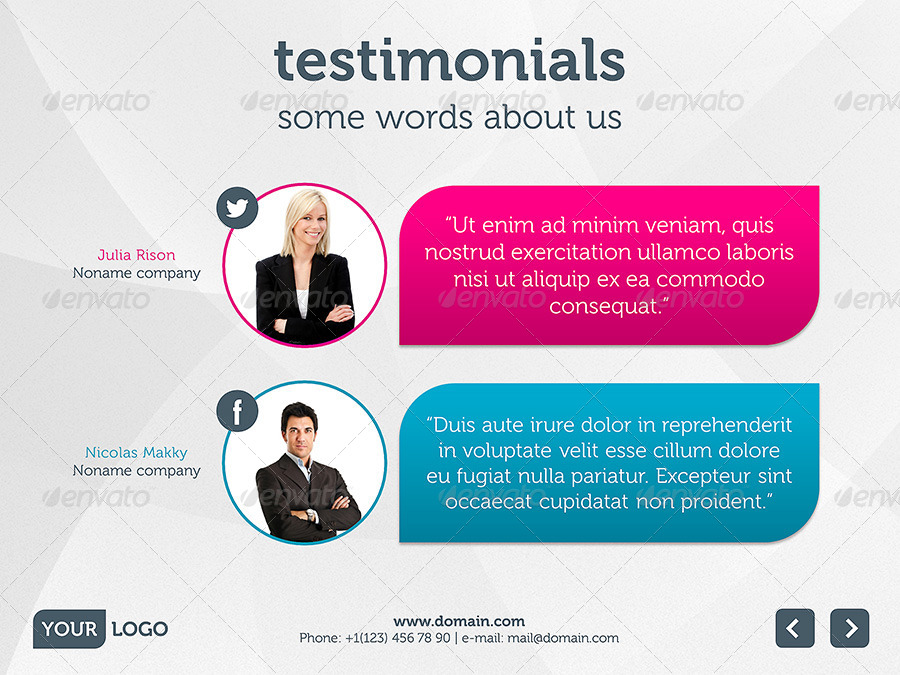 testimonials
some words about us
Julia Rison
Noname company
“Ut enim ad minim veniam, quis
nostrud exercitation ullamco laboris
nisi ut aliquip ex ea commodo
consequat.”
Nicolas Makky
Noname company
“Duis aute irure dolor in reprehenderit
in voluptate velit esse cillum dolore
eu fugiat nulla pariatur. Excepteur sint
occaecat cupidatat non proident.”
YOUR LOGO
www.domain.com
Phone: +1(123) 456 78 90 | e-mail: mail@domain.com
envato